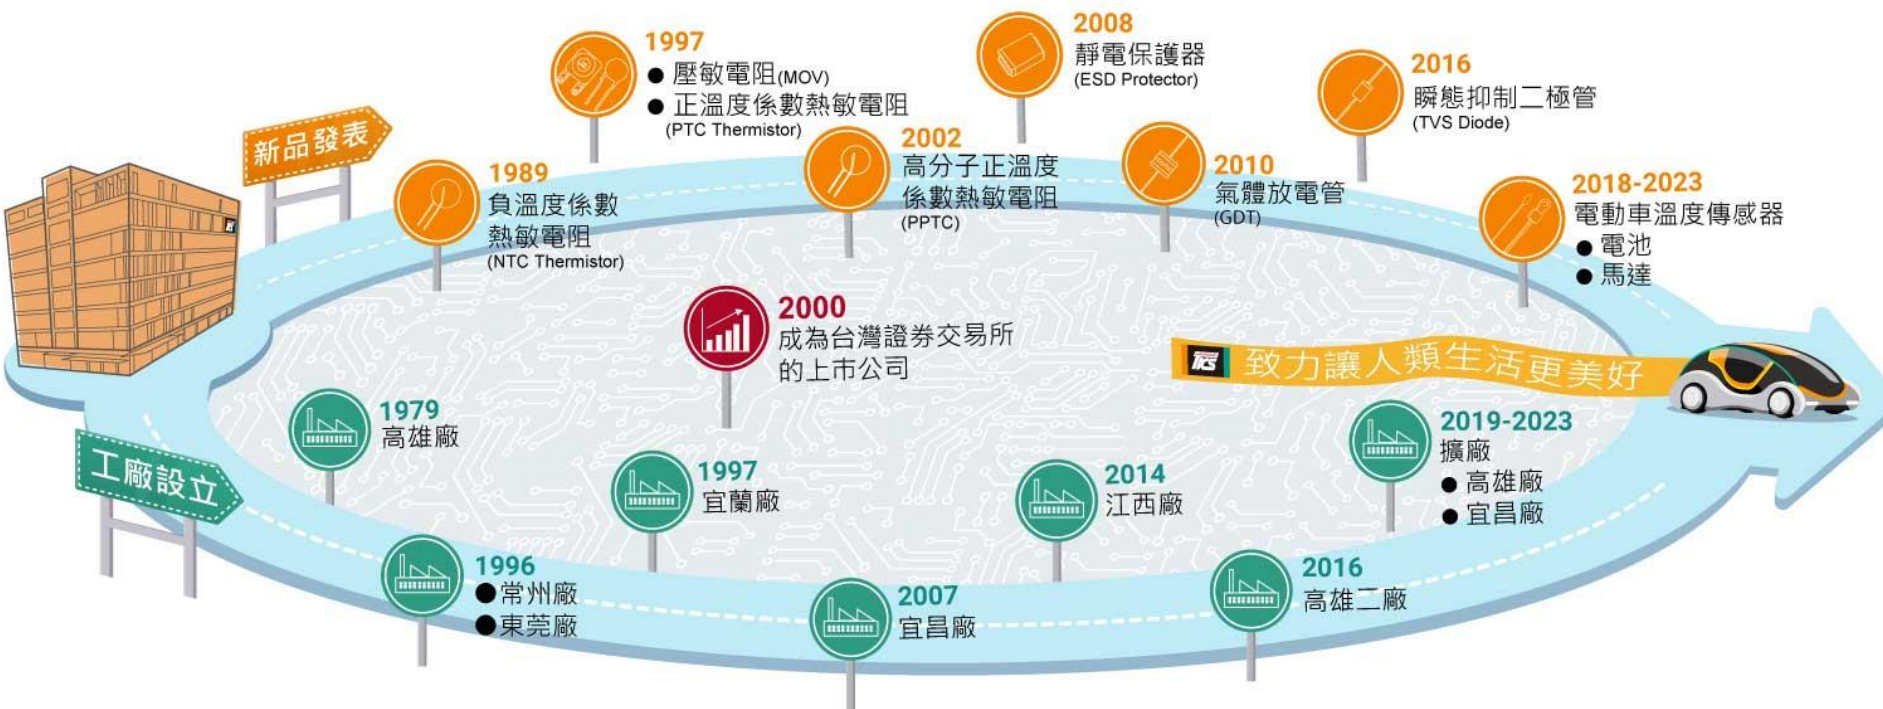 新品發表
1989
負溫度係數
熱敏電阻
(NTC Thermistor)
1997
● 壓敏電阻(MOV)
● 正溫度係數熱敏電阻
(PTC Thermistor)
2002
高分子正溫度
係數熱敏電阻
(PPTC)
2008
靜電保護器
(ESD Protector)
2010
氣體放電管
(GDT)
2016
瞬態抑制二極管
(TVS Diode)
2018-2023
電動車溫度傳感器
● 電池
● 馬達
2000
成為台灣證券交易所
的上市公司
致力讓人類生活更美好
工廠設立
1979
高雄廠
1996
● 常州廠
● 東莞廠
1997
宜蘭廠
2007
宜昌廠
2014
江西廠
2016
高雄二廠
2019-2023
擴廠
● 高雄廠
● 宜昌廠